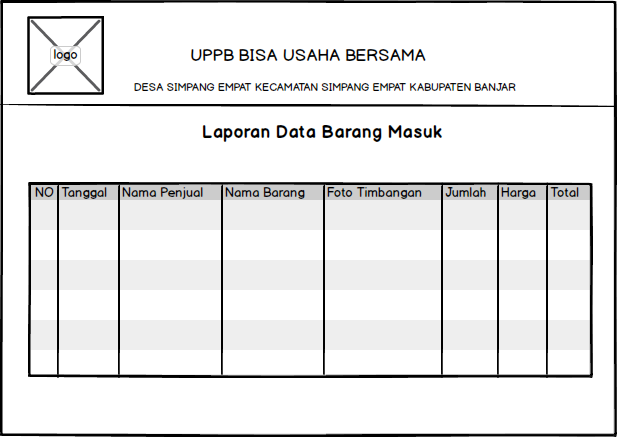 logo
UPPB BISA USAHA BERSAMA
DESA SIMPANG EMPAT KECAMATAN SIMPANG EMPAT KABUPATEN BANJAR
Laporan Data Barang Masuk
NO Tanggal Nama Penjual Nama Barang Foto Timbangan Jumlah Harga Total